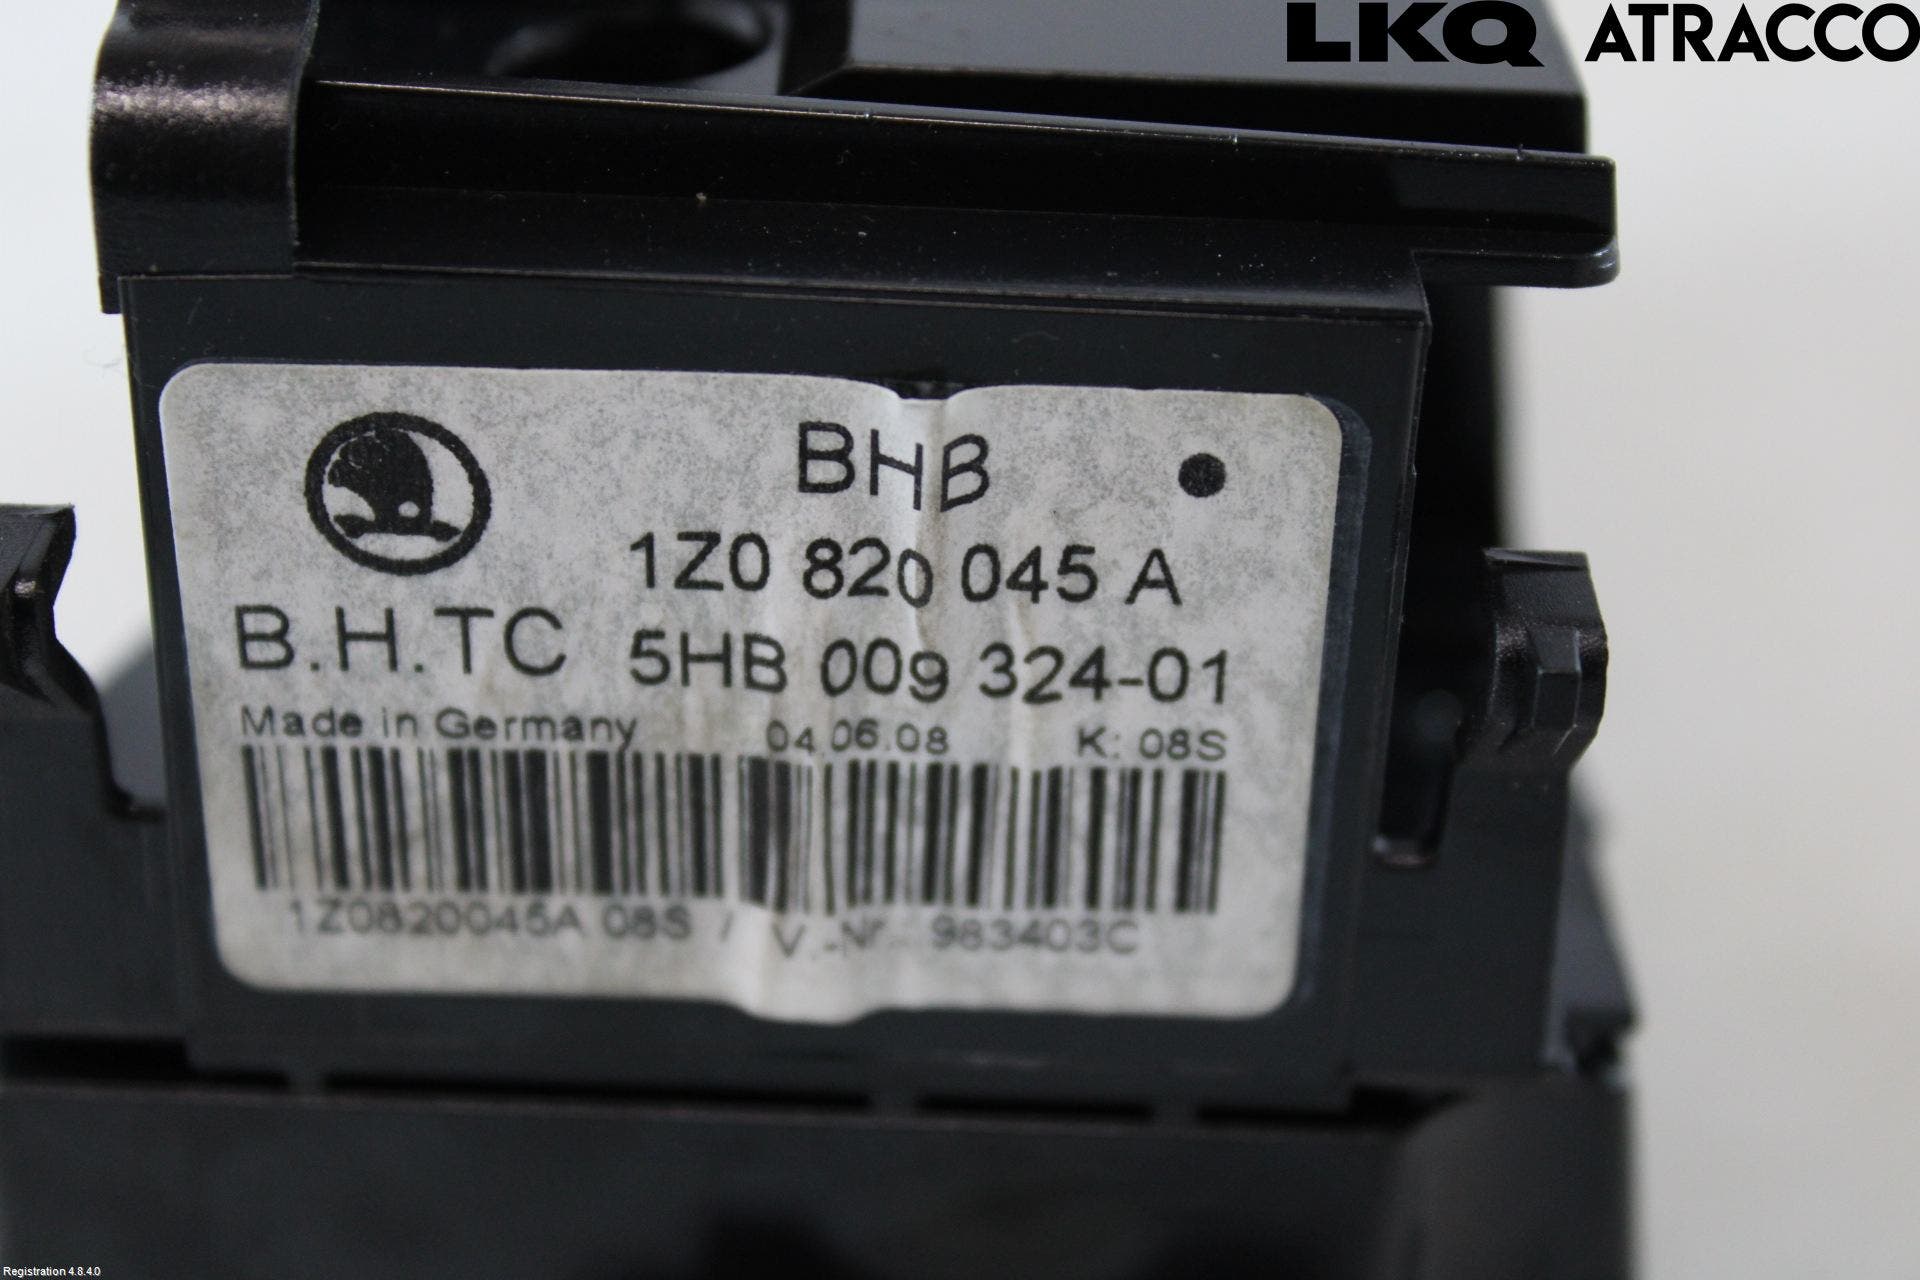 LKQ ATRACCO
BHB
1Z0 820 045 A
B.H.TC 5HB 009 324-01
Made in Germany 04.06.08 K: 08S
1Z0820045A 08S / V.-Nr. 983403C
Registration 4.8.4.0